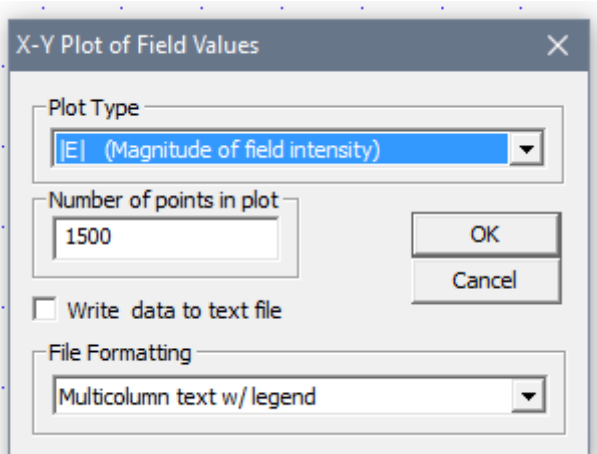 X-Y Plot of Field Values
Plot Type
|E| (Magnitude of field intensity)
Number of points in plot
1500
OK
Cancel
Write data to text file
File Formatting
Multicolumn text w/ legend